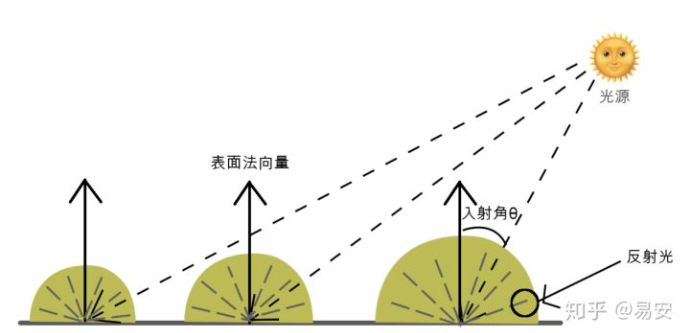 光源
表面法向量
入射角θ
反射光
知乎 @易安